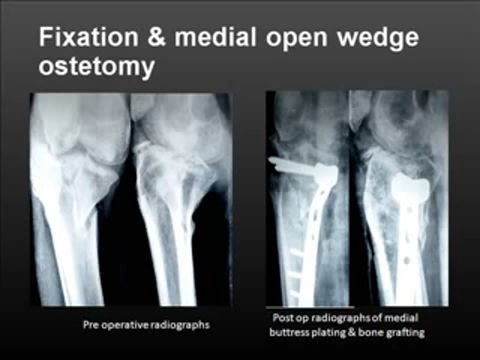 Fixation & medial open wedge
ostetomy
Pre operative radiographs
Post op radiographs of medial
buttress plating & bone grafting